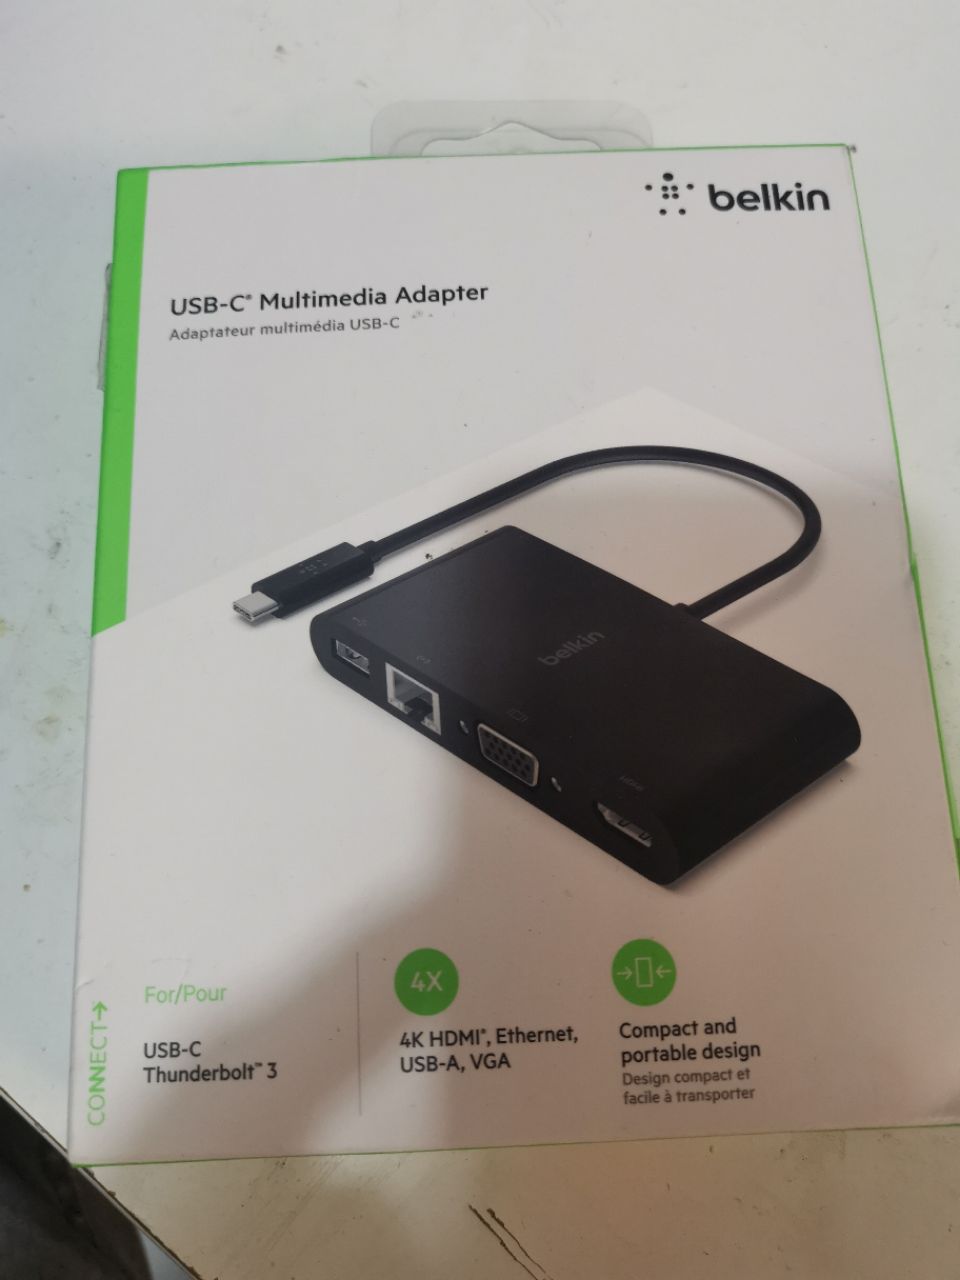 belkin
USB-C® Multimedia Adapter
Adaptateur multimédia USB-C
belkin
HDMI
CONNECT→
For/Pour
USB-C
Thunderbolt™ 3
4X
4K HDMI®, Ethernet,
USB-A, VGA
Compact and
portable design
Design compact et
facile à transporter